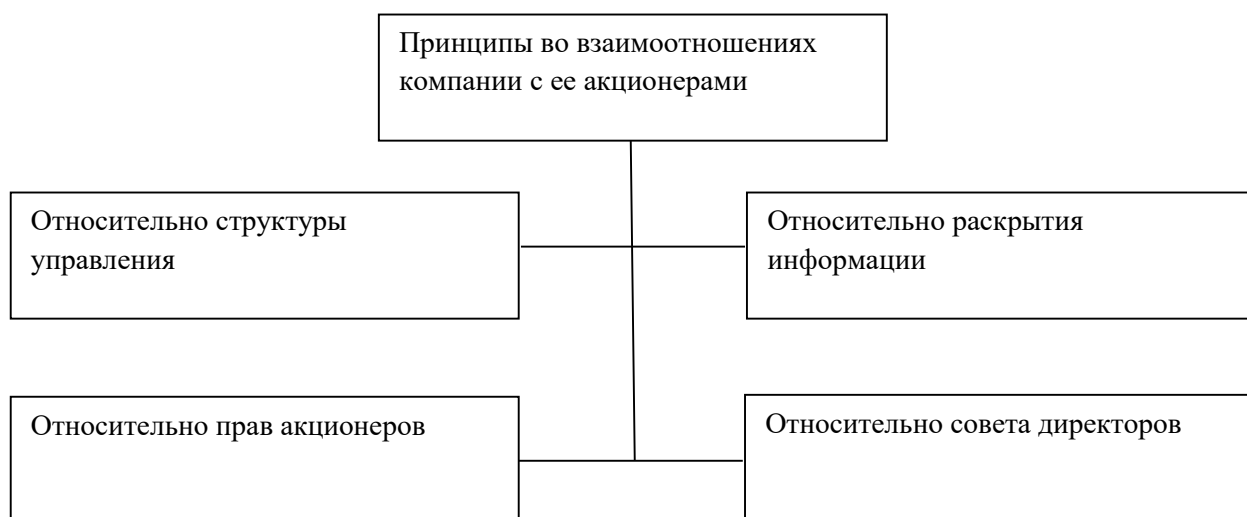 Принципы во взаимоотношениях
компании с ее акционерами
Относительно структуры
управления
Относительно раскрытия
информации
Относительно прав акционеров
Относительно совета директоров